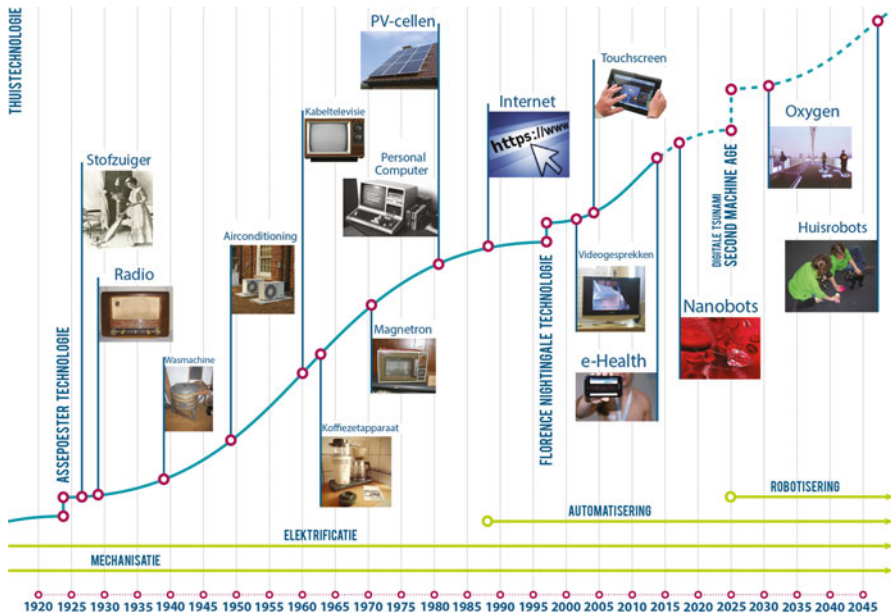 THUISTECHNOLOGIE
Stofzuiger
Radio
ASSEPOESTER TECHNOLOGIE
Wasmachine
Airconditioning
Kabeltelevisie
Koffiezetapparaat
PV-cellen
Personal
Computer
Magnetron
Internet
https://www
FLORENCE NIGHTINGALE TECHNOLOGIE
Touchscreen
Videogesprekken
e-Health
Nanobots
DIGITALE TSUNAMI
SECOND MACHINE AGE
Oxygen
Huisrobots
ROBOTISERING
AUTOMATISERING
ELEKTRIFICATIE
MECHANISATIE
1920 1925 1930 1935 1940 1945 1950 1955 1960 1965 1970 1975 1980 1985 1990 1995 2000 2005 2010 2015 2020 2025 2030 2035 2040 2045